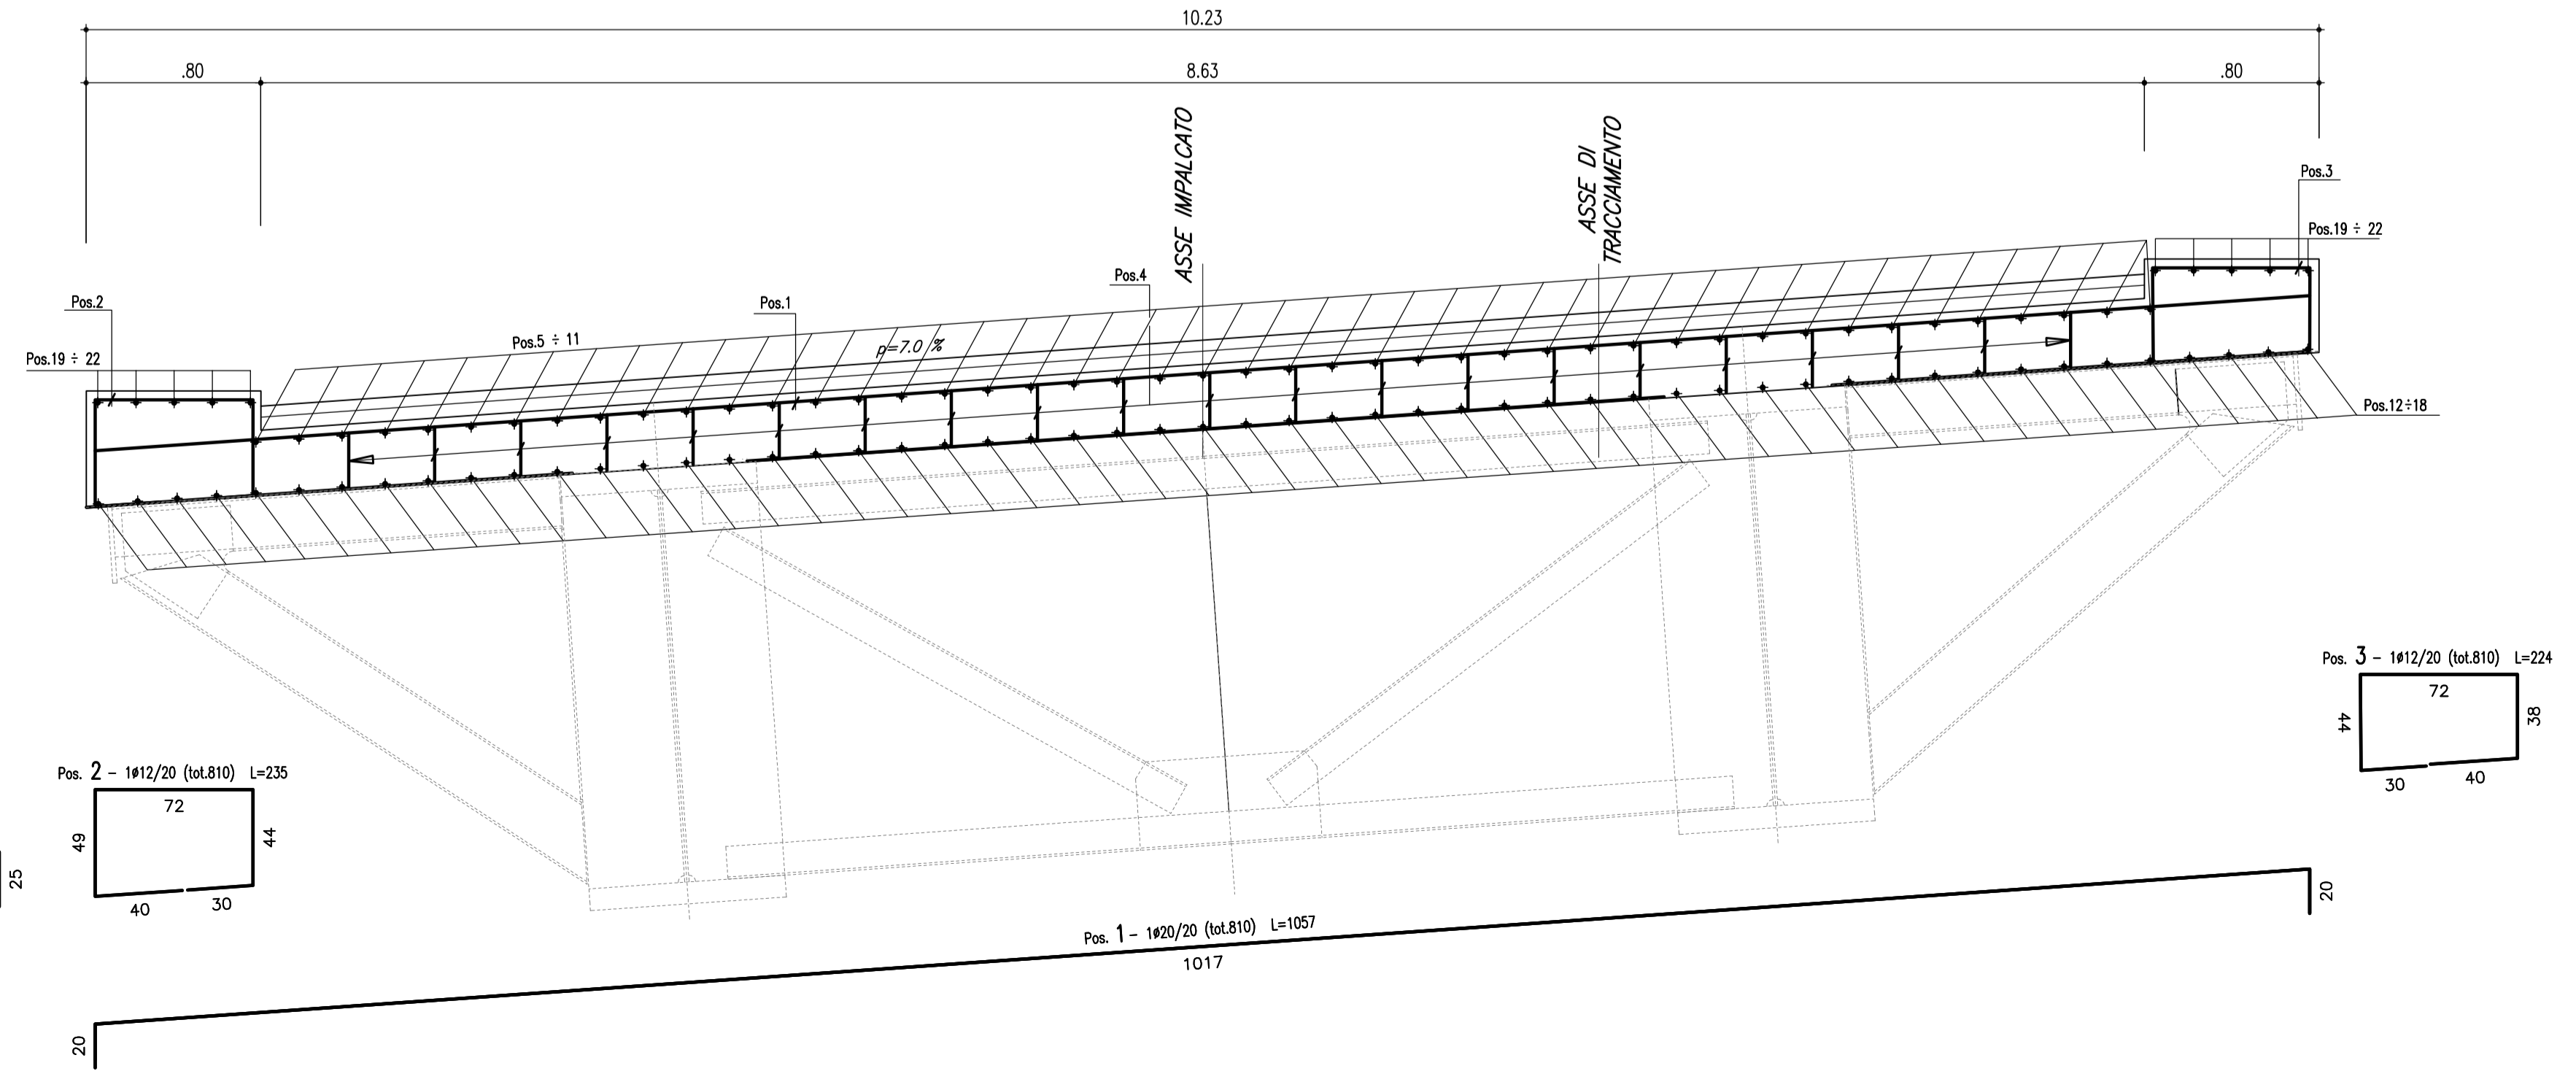 10.23
.80
8.63
.80
ASSE IMPALCATO
ASSE DI
TRACCIAMENTO
Pos.3
Pos.19 ÷ 22
Pos.4
Pos.2
Pos.1
Pos.5 ÷ 11
p=7.0 %
Pos.19 ÷ 22
Pos.12÷18
Pos. 3 - 1ø12/20 (tot.810) L=224
72
44
38
30
40
Pos. 2 - 1ø12/20 (tot.810) L=235
72
49
44
40
30
25
Pos. 1 - 1ø20/20 (tot.810) L=1057
1017
20
20